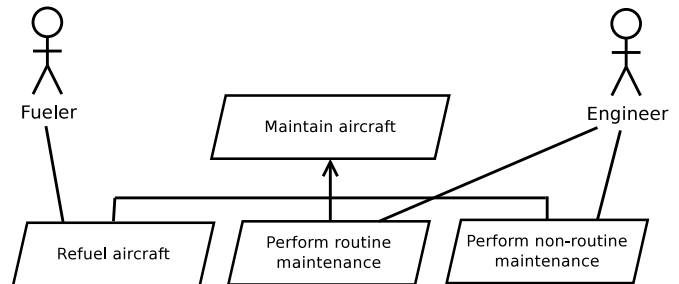 Fueler
Engineer
Maintain aircraft
Refuel aircraft
Perform routine
maintenance
Perform non-routine
maintenance